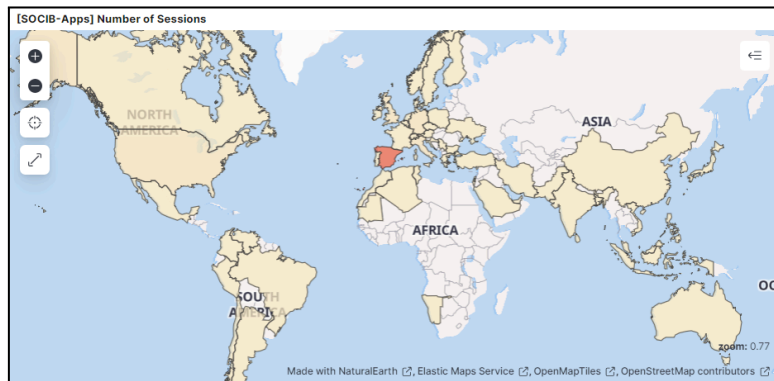 [SOCIB-Apps] Number of Sessions
NORTH
AMERICA
ASIA
AFRICA
SOUTH
AMERICA
OC
zoom: 0.77
Made with NaturalEarth, Elastic Maps Service, OpenMapTiles, OpenStreetMap contributors